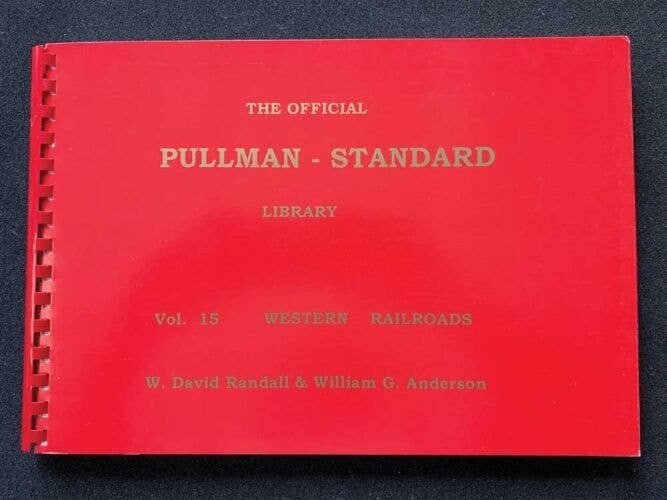 THE OFFICIAL
PULLMAN - STANDARD
LIBRARY
Vol. 15 WESTERN RAILROADS
W. David Randall & William G. Anderson